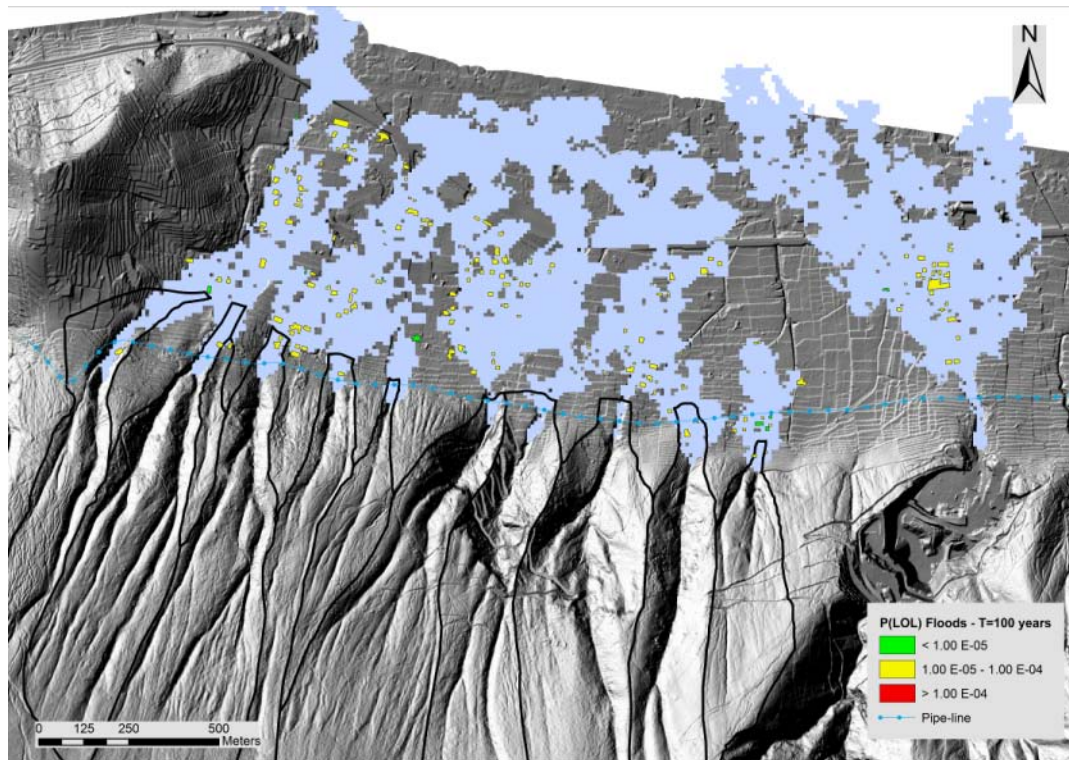 N
P(LOL) Floods - T=100 years
< 1.00 E-05
1.00 E-05 - 1.00 E-04
> 1.00 E-04
Pipe-line
0 125 250 500
Meters